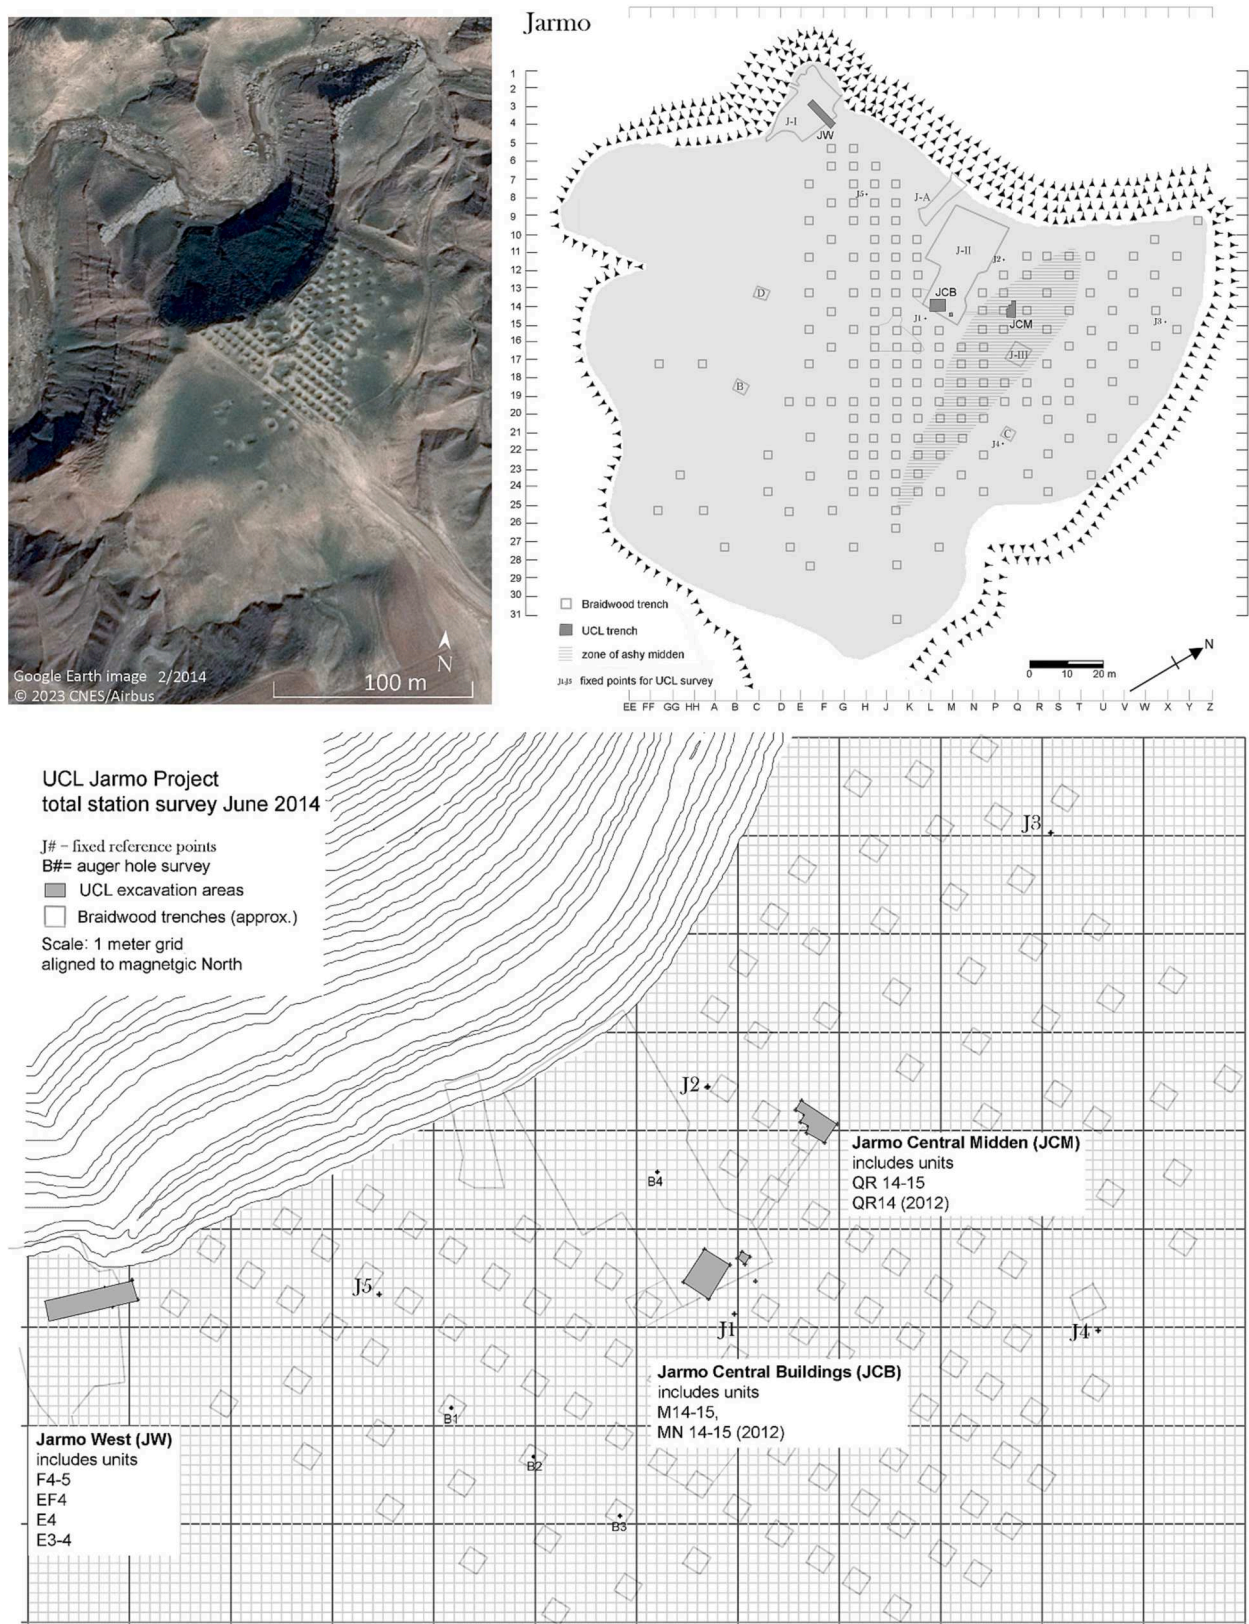 Google Earth image 2/2014
© 2023 CNES/Airbus
N
100 m
Jarmo
1
2
3
4
5
6
7
8
9
10
11
12
13
14
15
16
17
18
19
20
21
22
23
24
25
26
27
28
29
30
31
J-I
JW
J5
J-A
J-II
J2
D
JCB
J1
JCM
J3
J-III
B
C
J4
Braidwood trench
UCL trench
zone of ashy midden
J1-J5 fixed points for UCL survey
0 10 20 m
N
EE FF GG HH A B C D E F G H J K L M N O P Q R S T U V W X Y Z
UCL Jarmo Project
total station survey June 2014
J# – fixed reference points
B#= auger hole survey
UCL excavation areas
Braidwood trenches (approx.)
Scale: 1 meter grid
aligned to magnetgic North
J3
J2
B4
Jarmo Central Midden (JCM)
includes units
QR 14-15
QR14 (2012)
J5
J1
J4
Jarmo Central Buildings (JCB)
includes units
M14-15,
MN 14-15 (2012)
B1
B2
B3
Jarmo West (JW)
includes units
F4-5
EF4
E4
E3-4